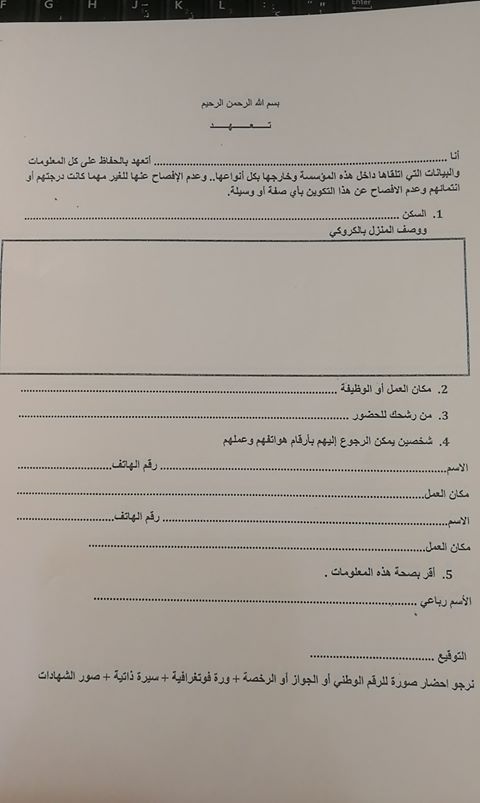 F G H J K L : ; " ' Enter
بسم الله الرحمن الرحيم
تـــعـــهـــد
أنا ........................................ أتعهد بالحفاظ على كل المعلومات
والبيانات التي اتلقاها داخل هذه المؤسسة وخارجها بكل أنواعها.. وعدم الإفصاح عنها للغير مهما كانت درجتهم أو
انتمائهم وعدم الافصاح عن هذا التكوين بأي صفة أو وسيلة.
1. السكن ........................................
ووصف المنزل بالكروكي
2. مكان العمل أو الوظيفة ........................................
3. من رشحك للحضور ........................................
4. شخصين يمكن الرجوع إليهم بأرقام هواتفهم وعملهم
الاسم........................................ رقم الهاتف....................
مكان العمل........................................
الاسم........................................ رقم الهاتف....................
مكان العمل........................................
5. أقر بصحة هذه المعلومات .
الأسم رباعي ........................................
التوقيع ....................
نرجو احضار صورة للرقم الوطني أو الجواز أو الرخصة + ورة فوتغرافية + سيرة ذاتية + صور الشهادات